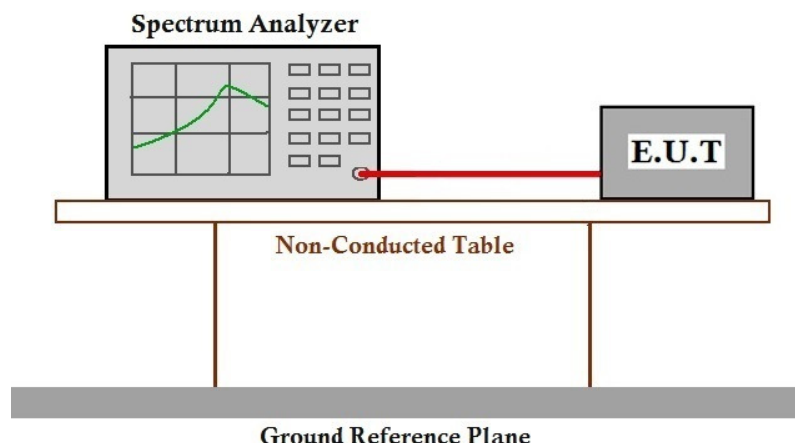 Spectrum Analyzer
E.U.T
Non-Conducted Table
Ground Reference Plane